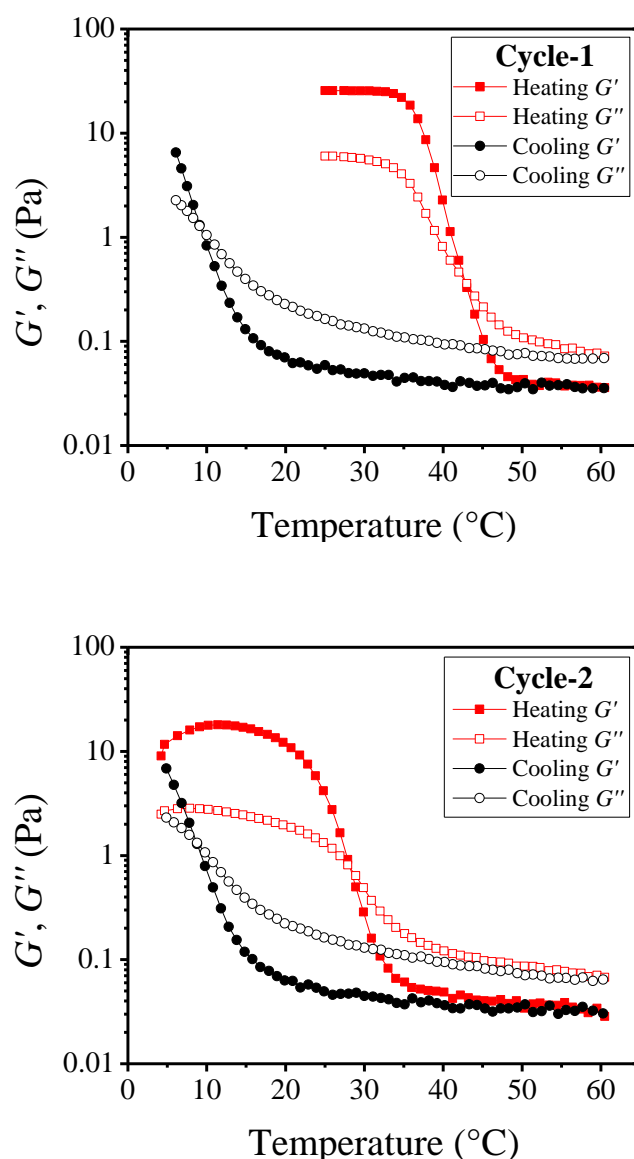 100
10
1
0.1
0.01
G', G'' (Pa)
Cycle-1
Heating G'
Heating G''
Cooling G'
Cooling G''
0 10 20 30 40 50 60
Temperature (°C)
100
10
1
0.1
0.01
G', G'' (Pa)
Cycle-2
Heating G'
Heating G''
Cooling G'
Cooling G''
0 10 20 30 40 50 60
Temperature (°C)